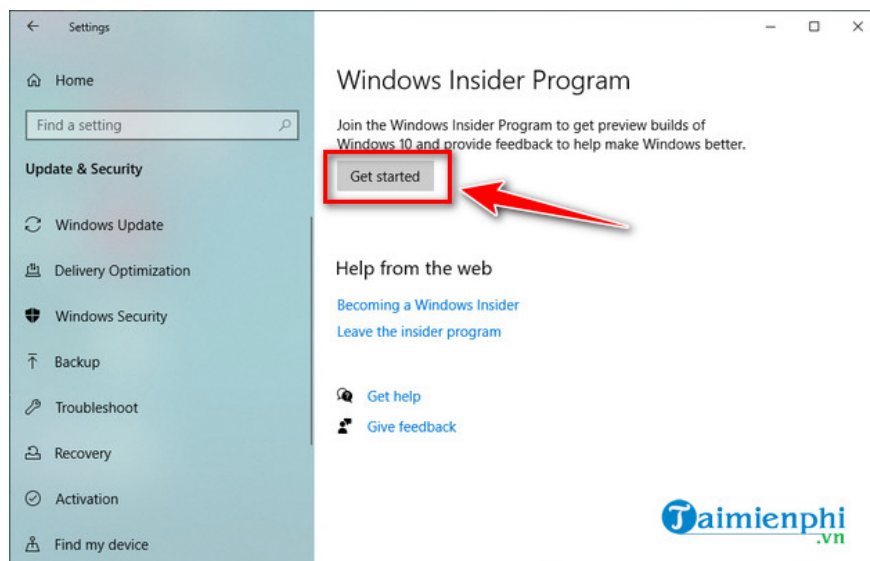 Settings
Home
Find a setting
Update & Security
Windows Update
Delivery Optimization
Windows Security
Backup
Troubleshoot
Recovery
Activation
Find my device
Windows Insider Program
Join the Windows Insider Program to get preview builds of
Windows 10 and provide feedback to help make Windows better.
Get started
Help from the web
Becoming a Windows Insider
Leave the insider program
Get help
Give feedback
Taimienphi
.vn